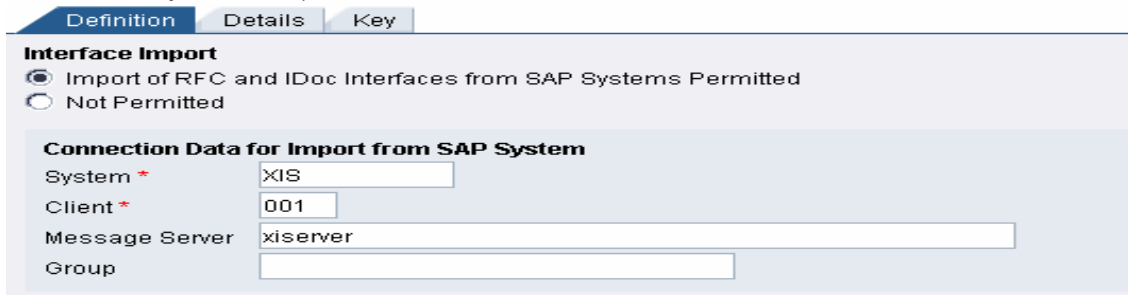 Definition Details Key
Interface Import
Import of RFC and IDoc Interfaces from SAP Systems Permitted
Not Permitted
Connection Data for Import from SAP System
System * XIS
Client * 001
Message Server xiserver
Group